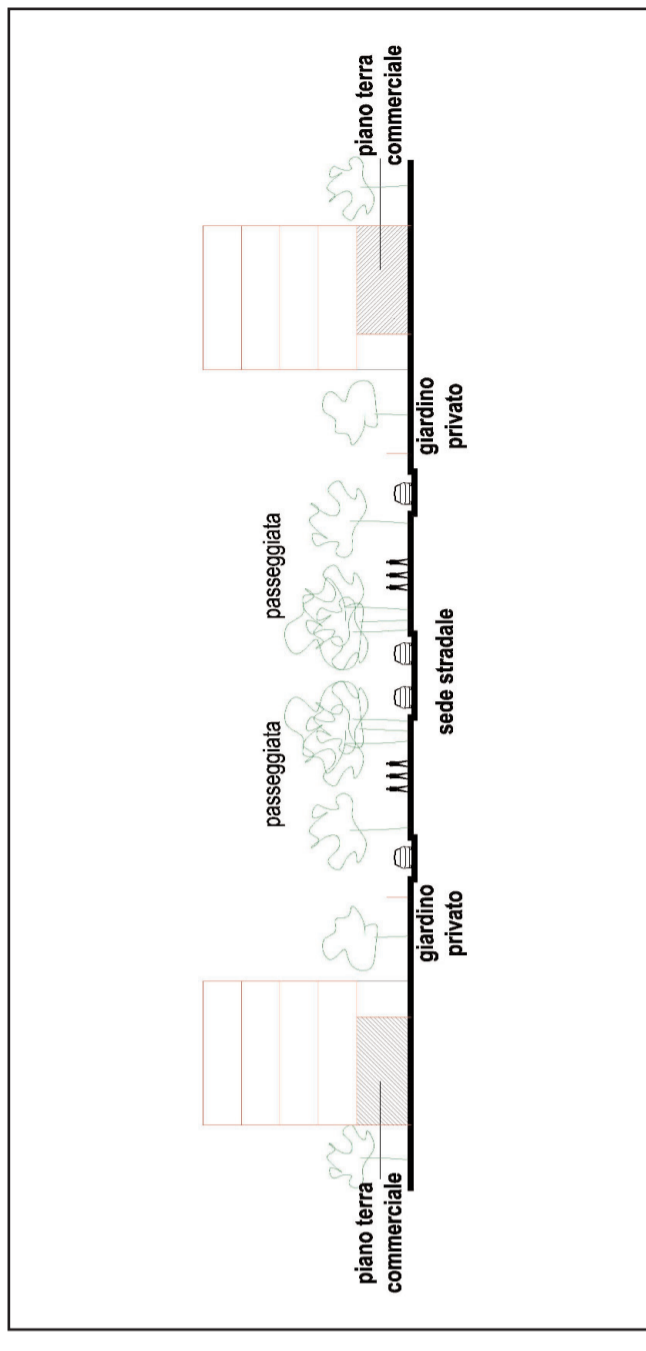 piano terra
commerciale
giardino
privato
passeggiata
sede stradale
passeggiata
giardino
privato
piano terra
commerciale